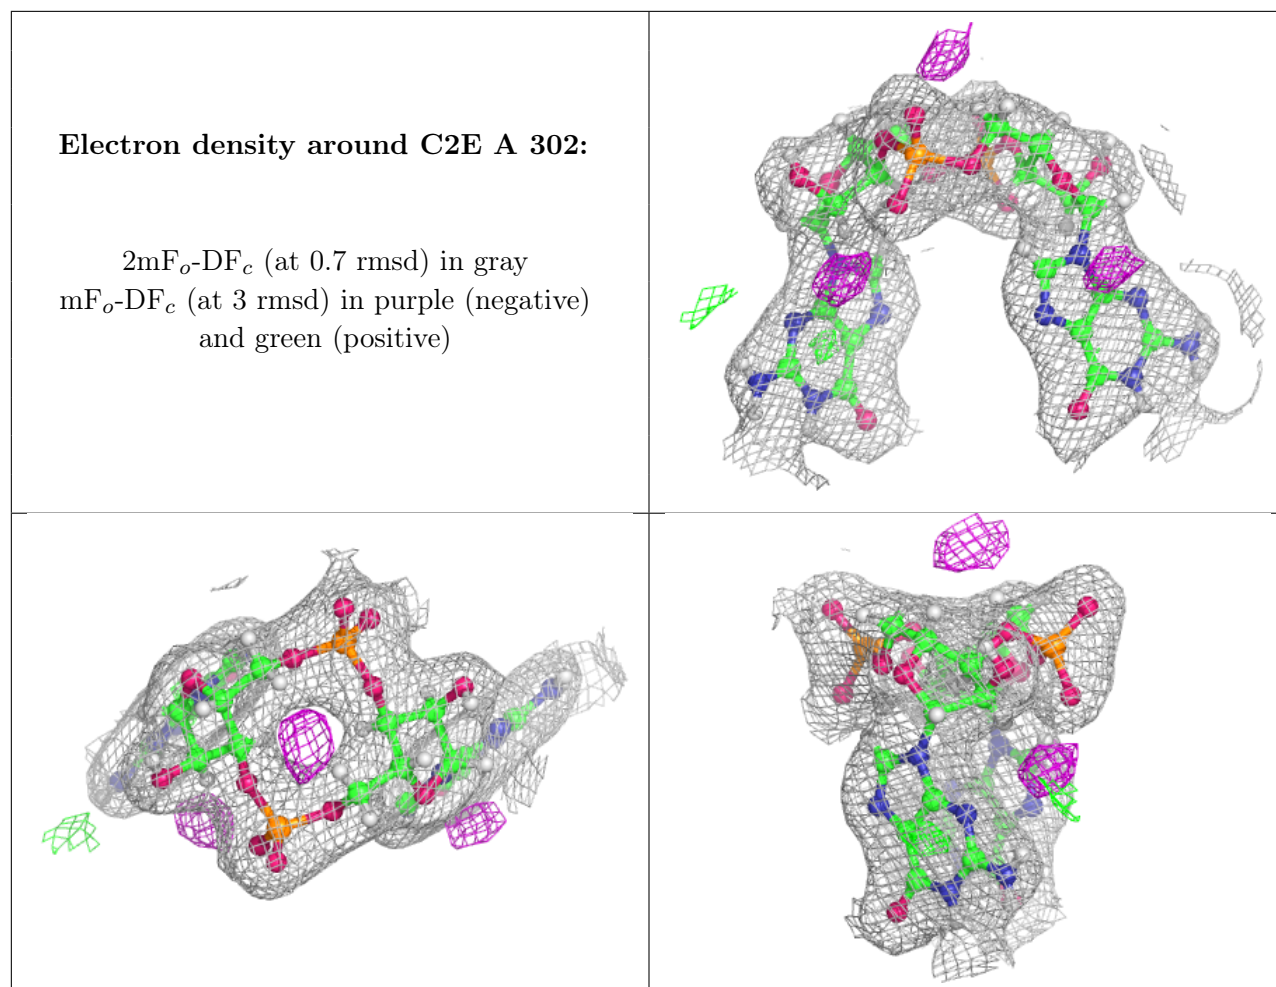 Electron density around C2E A 302:
2mFo-DFc (at 0.7 rmsd) in gray
mFo-DFc (at 3 rmsd) in purple (negative)
and green (positive)